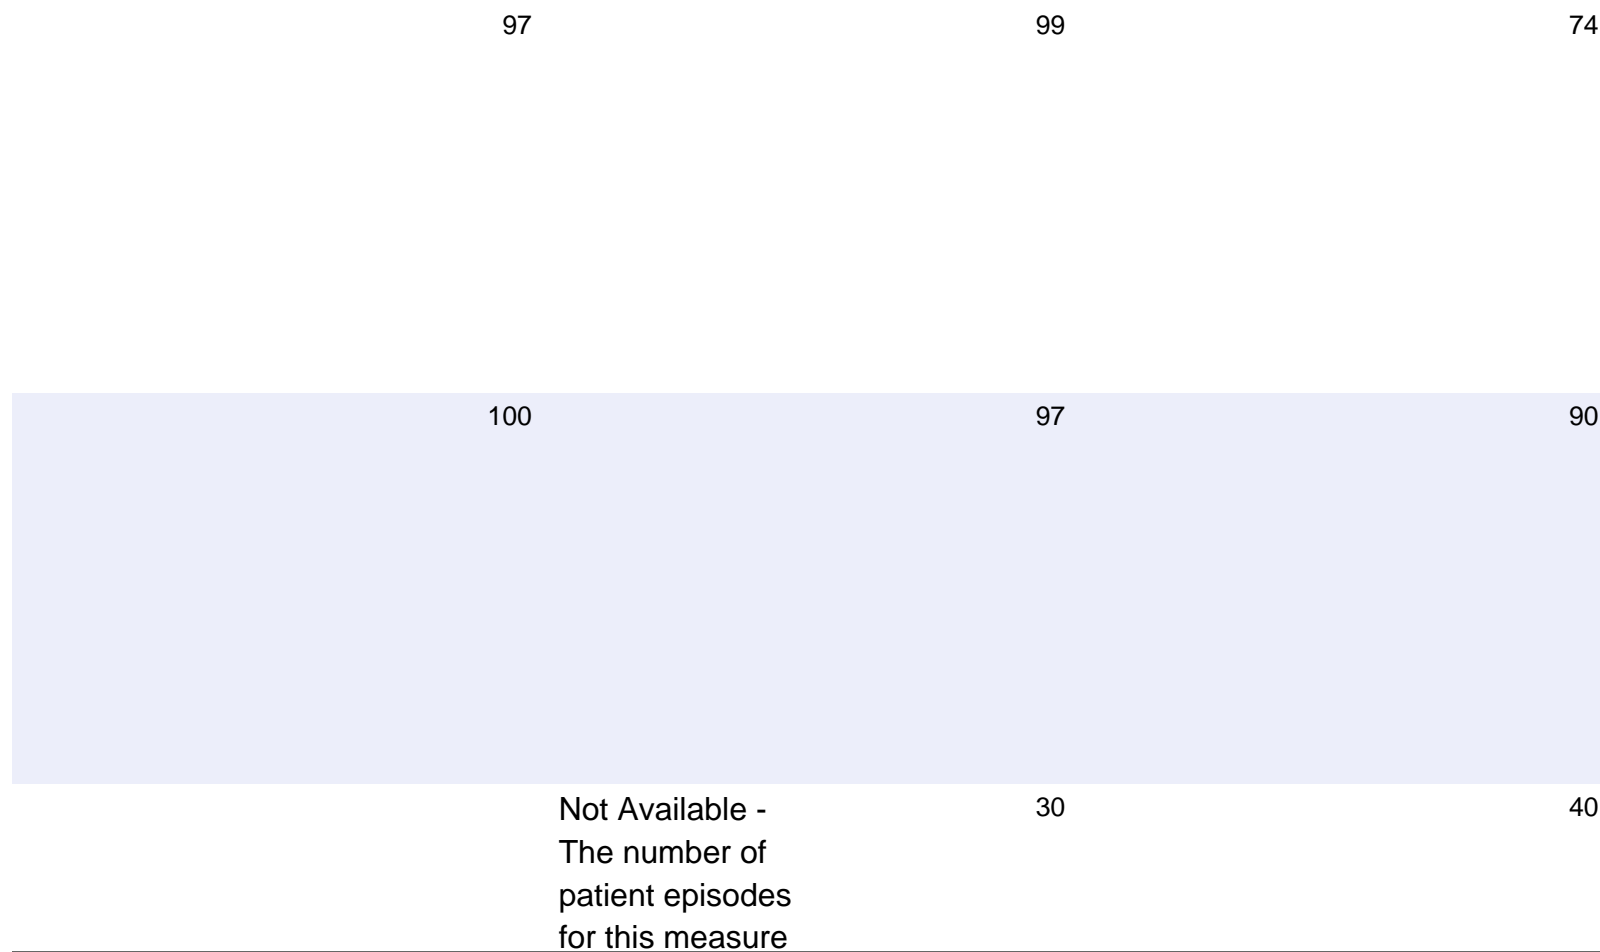 97 99 74
100 97 90
Not Available - 30 40
The number of
patient episodes
for this measure